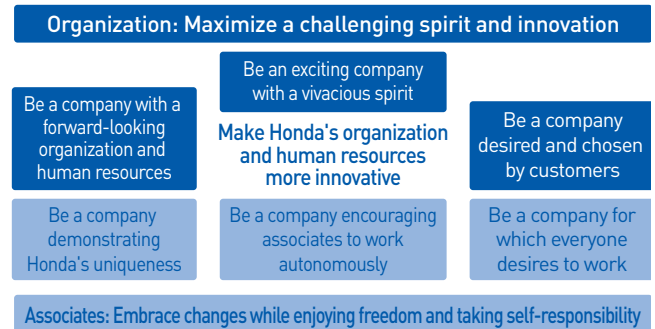 Organization: Maximize a challenging spirit and innovation
Be an exciting company
with a vivacious spirit
Be a company with a
forward-looking
organization and
human resources
Make Honda's organization
and human resources
more innovative
Be a company
desired and chosen
by customers
Be a company
demonstrating
Honda's uniqueness
Be a company encouraging
associates to work
autonomously
Be a company for
which everyone
desires to work
Associates: Embrace changes while enjoying freedom and taking self-responsibility